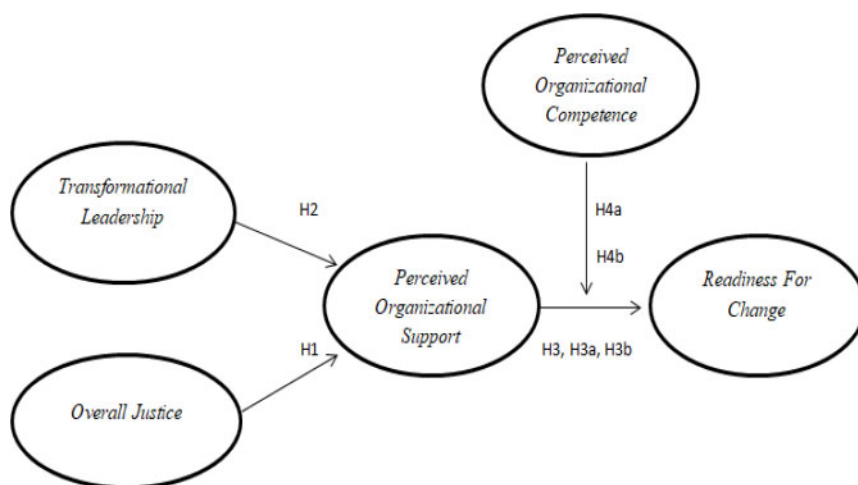 Perceived
Organizational
Competence
Transformational
Leadership
H2
H4a
H4b
Perceived
Organizational
Support
Readiness For
Change
H1
H3, H3a, H3b
Overall Justice